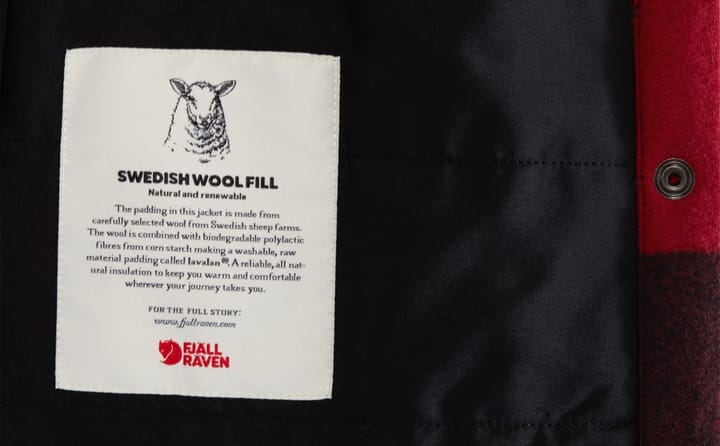 SWEDISH WOOL FILL
Natural and renewable
The padding in this jacket is made from
carefully selected wool from Swedish sheep farms.
The wool is combined with biodegradable polylactic
fibres from corn starch making a washable, raw
material padding called lavalan®. A reliable, all nat-
ural insulation to keep you warm and comfortable
wherever your journey takes you.
FOR THE FULL STORY:
www.fjallraven.com
FJÄLL
RÄVEN